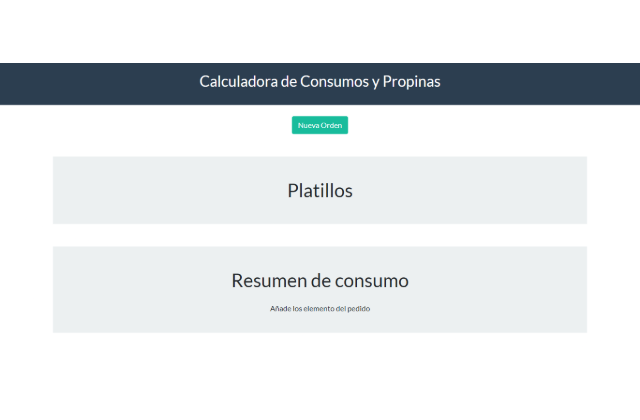 Calculadora de Consumos y Propinas
Nueva Orden
Platillos
Resumen de consumo
Añade los elemento del pedido